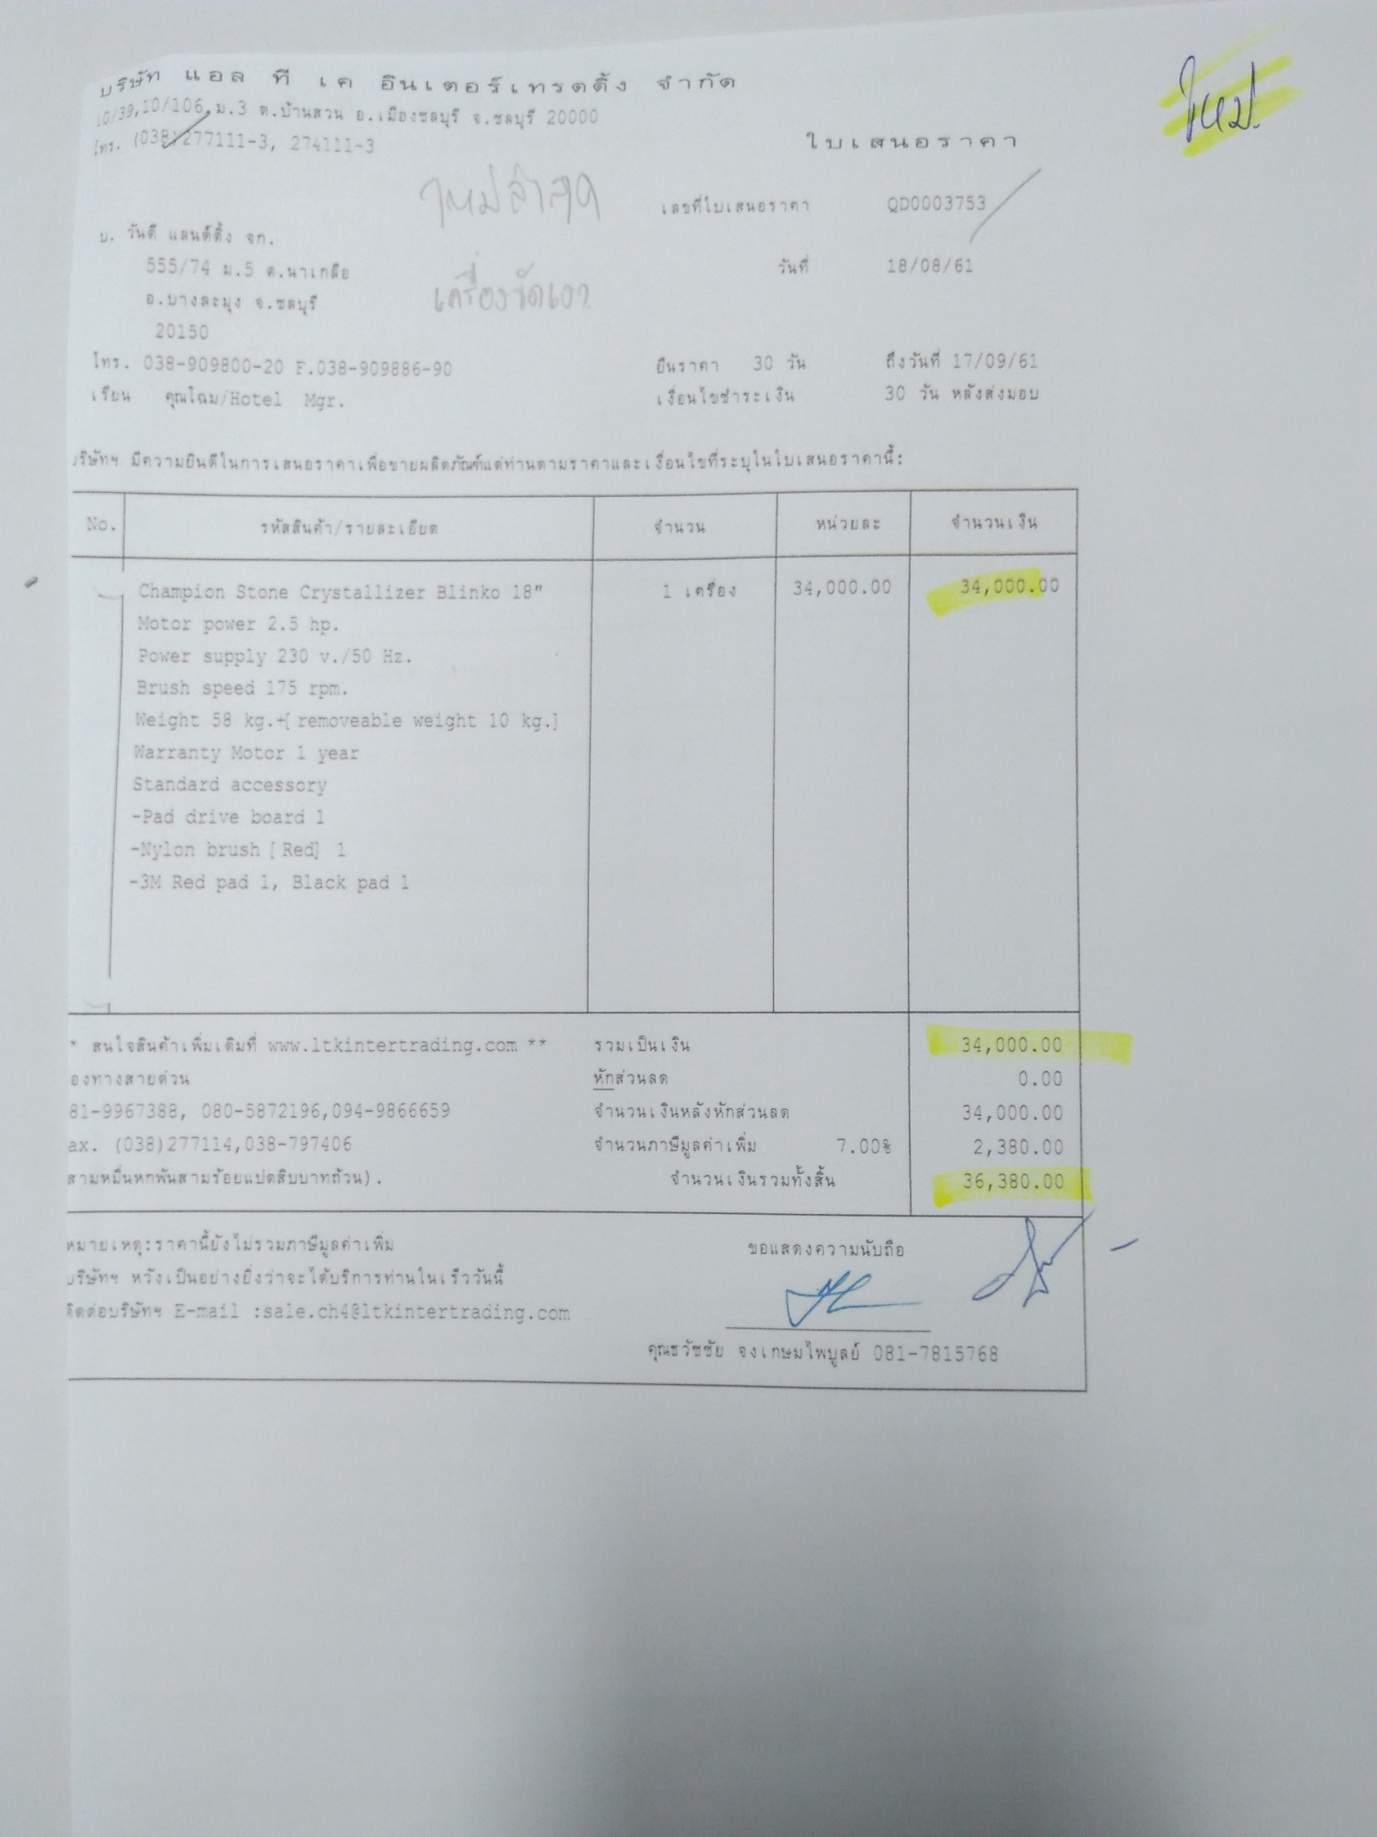 บริษัท แอล ที เค อินเตอร์เทรดดิ้ง จำกัด
10/39,10/106,ม.3 ต.บ้านสวน อ.เมืองชลบุรี จ.ชลบุรี 20000
โทร. (038)277111-3, 274111-3
ใบเสนอราคา
ใหม่
ใหม่ล่าสุด
เลขที่ใบเสนอราคา QD0003753
บ. วันดี แลนด์ดิ้ง จก.
555/74 ม.5 ต.นาเกลือ
วันที่ 18/08/61
เครื่องขัดเงา
อ.บางละมุง จ.ชลบุรี
20150
โทร. 038-909800-20 F.038-909886-90
ยืนราคา 30 วัน ถึงวันที่ 17/09/61
เรียน คุณโฉม/Hotel Mgr.
เงื่อนไขชำระเงิน 30 วัน หลังส่งมอบ
บริษัทฯ มีความยินดีในการเสนอราคาเพื่อขายผลิตภัณฑ์แด่ท่านตามราคาและเงื่อนไขที่ระบุในใบเสนอราคานี้:
No. รหัสสินค้า/รายละเอียด จำนวน หน่วยละ จำนวนเงิน
Champion Stone Crystallizer Blinko 18" 1 เครื่อง 34,000.00 34,000.00
Motor power 2.5 hp.
Power supply 230 v./50 Hz.
Brush speed 175 rpm.
Weight 58 kg.+[removeable weight 10 kg.]
Warranty Motor 1 year
Standard accessory
-Pad drive board 1
-Nylon brush [Red] 1
-3M Red pad 1, Black pad 1
* สนใจสินค้าเพิ่มเติมที่ www.ltkintertrading.com ** รวมเป็นเงิน 34,000.00
องทางสายด่วน หักส่วนลด 0.00
81-9967388, 080-5872196,094-9866659 จำนวนเงินหลังหักส่วนลด 34,000.00
ax. (038)277114,038-797406 จำนวนภาษีมูลค่าเพิ่ม 7.00% 2,380.00
สามหมื่นหกพันสามร้อยแปดสิบบาทถ้วน). จำนวนเงินรวมทั้งสิ้น 36,380.00
หมายเหตุ:ราคานี้ยังไม่รวมภาษีมูลค่าเพิ่ม
ขอแสดงความนับถือ
บริษัทฯ หวังเป็นอย่างยิ่งว่าจะได้บริการท่านในเร็ววันนี้
ติดต่อบริษัทฯ E-mail :sale.ch4@ltkintertrading.com
คุณธวัชชัย จงเกษมไพบูลย์ 081-7815768